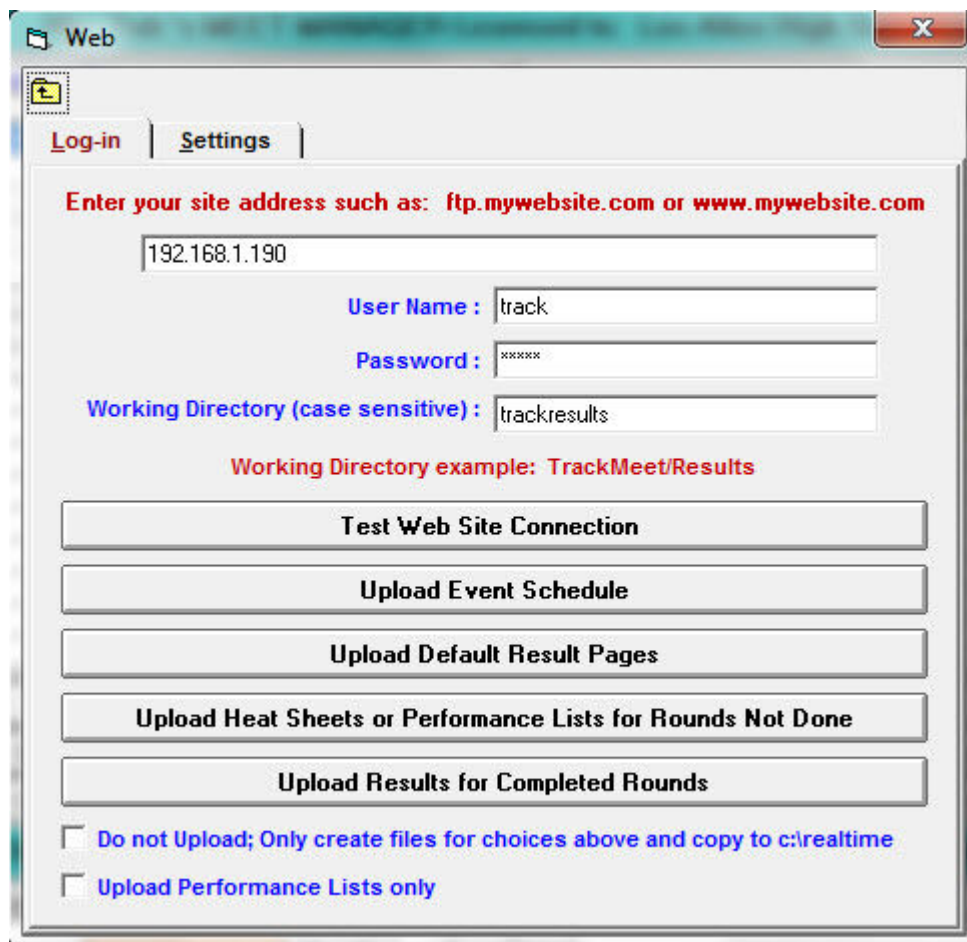 Web
Log-in Settings
Enter your site address such as: ftp.mywebsite.com or www.mywebsite.com
192.168.1.190
User Name : track
Password : *****
Working Directory (case sensitive) : trackresults
Working Directory example: TrackMeet/Results
Test Web Site Connection
Upload Event Schedule
Upload Default Result Pages
Upload Heat Sheets or Performance Lists for Rounds Not Done
Upload Results for Completed Rounds
Do not Upload; Only create files for choices above and copy to c:\realtime
Upload Performance Lists only